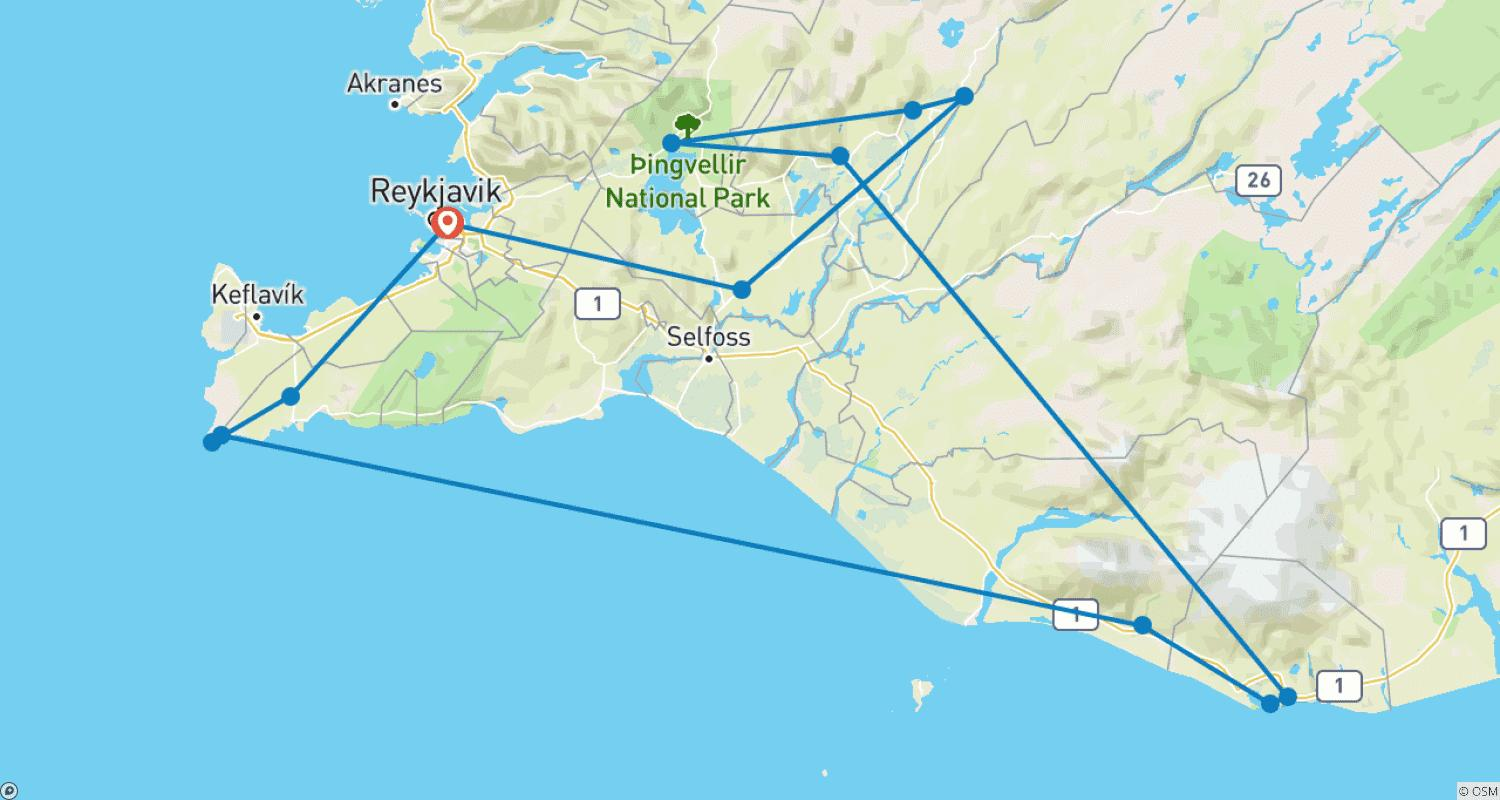 Akranes
Þingvellir
National Park
26
Reykjavik
Keflavík
1
Selfoss
1
1
1
© OSM